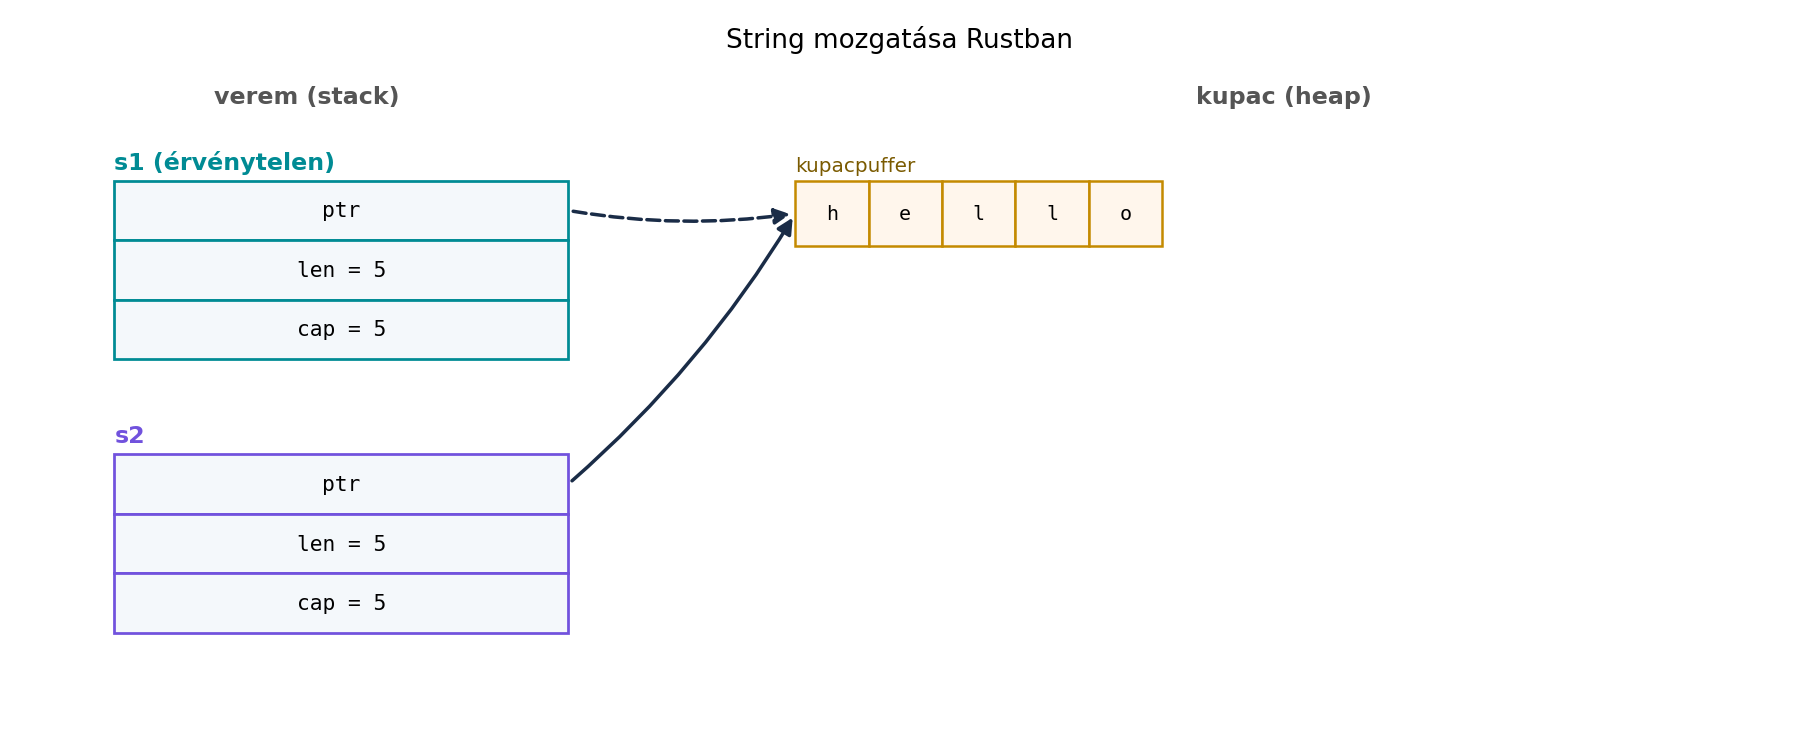 String mozgatása Rustban
verem (stack)
kupac (heap)
s1 (érvénytelen)
ptr
len = 5
cap = 5
kupacpuffer
h e l l o
s2
ptr
len = 5
cap = 5